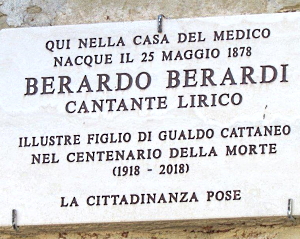 QUI NELLA CASA DEL MEDICO
NACQUE IL 25 MAGGIO 1878
BERARDO BERARDI
CANTANTE LIRICO
ILLUSTRE FIGLIO DI GUALDO CATTANEO
NEL CENTENARIO DELLA MORTE
(1918 - 2018)
LA CITTADINANZA POSE